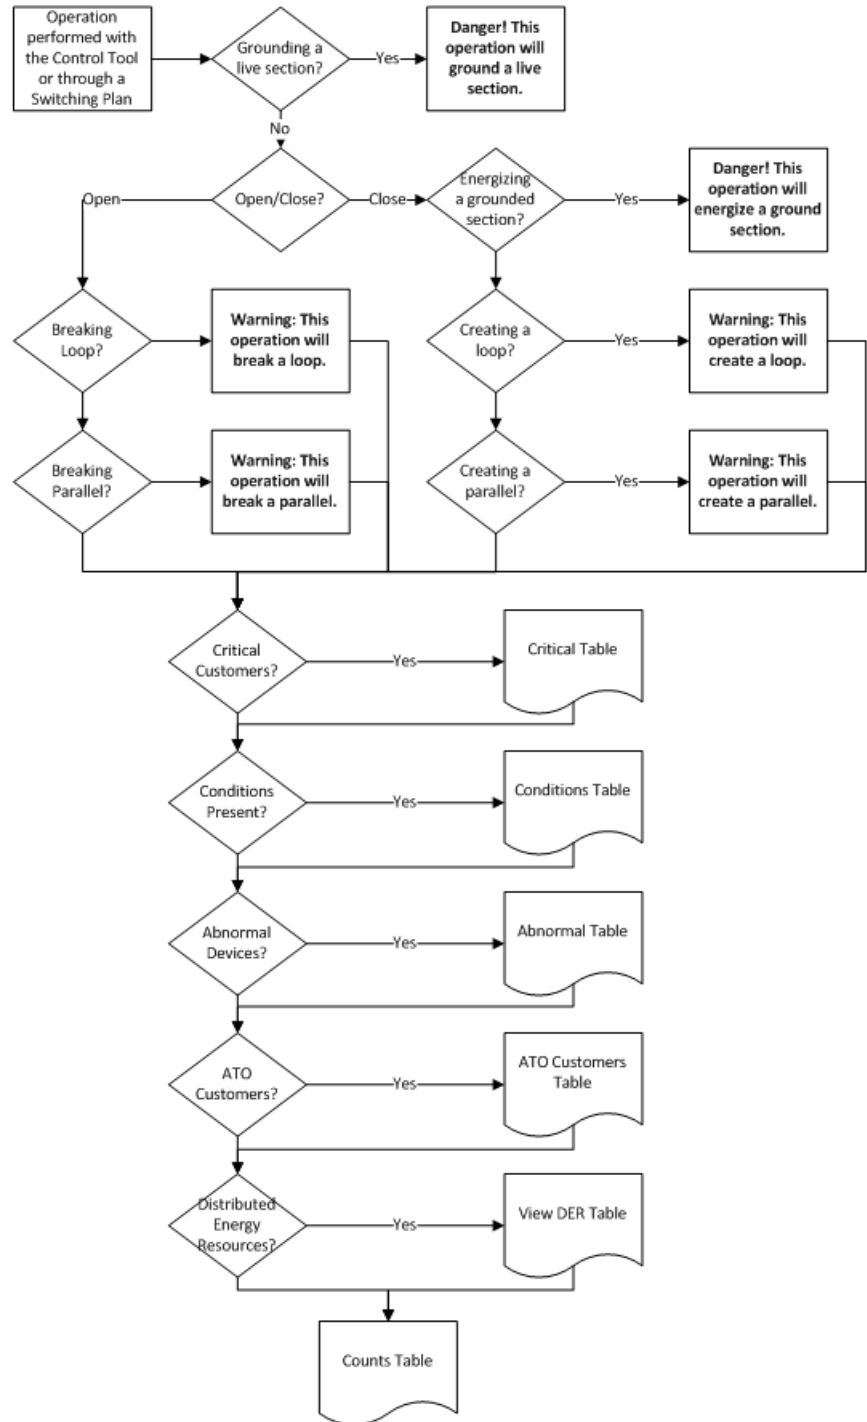 Operation
performed with
the Control Tool
or through a
Switching Plan
Grounding a
live section?
Yes
Danger! This
operation will
ground a live
section.
No
Open
Open/Close?
Close
Energizing
a grounded
section?
Yes
Danger! This
operation will
energize a ground
section.
Breaking
Loop?
Warning: This
operation will
break a loop.
Creating a
loop?
Yes
Warning: This
operation will
create a loop.
Breaking
Parallel?
Warning: This
operation will
break a parallel.
Creating a
parallel?
Yes
Warning: This
operation will
create a parallel.
Critical
Customers?
Yes
Critical Table
Conditions
Present?
Yes
Conditions Table
Abnormal
Devices?
Yes
Abnormal Table
ATO
Customers?
Yes
ATO Customers
Table
Distributed
Energy
Resources?
Yes
View DER Table
Counts Table